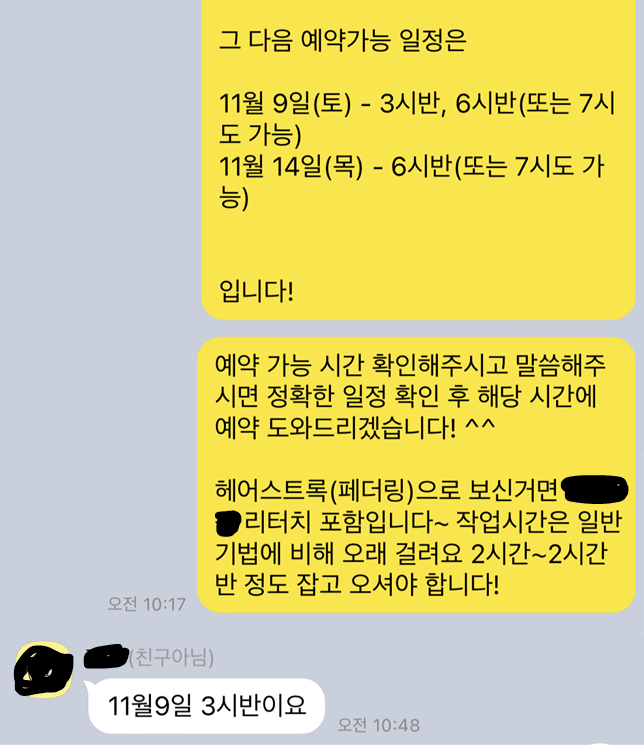 그 다음 예약가능 일정은
11월 9일(토) - 3시반, 6시반(또는 7시
도 가능)
11월 14일(목) - 6시반(또는 7시도 가
능)
입니다!
예약 가능 시간 확인해주시고 말씀해주
시면 정확한 일정 확인 후 해당 시간에
예약 도와드리겠습니다! ^^
헤어스트록(페더링)으로 보신거면
리터치 포함입니다~ 작업시간은 일반
기법에 비해 오래 걸려요 2시간~2시간
반 정도 잡고 오셔야 합니다!
오전 10:17
(친구아님)
11월9일 3시반이요
오전 10:48